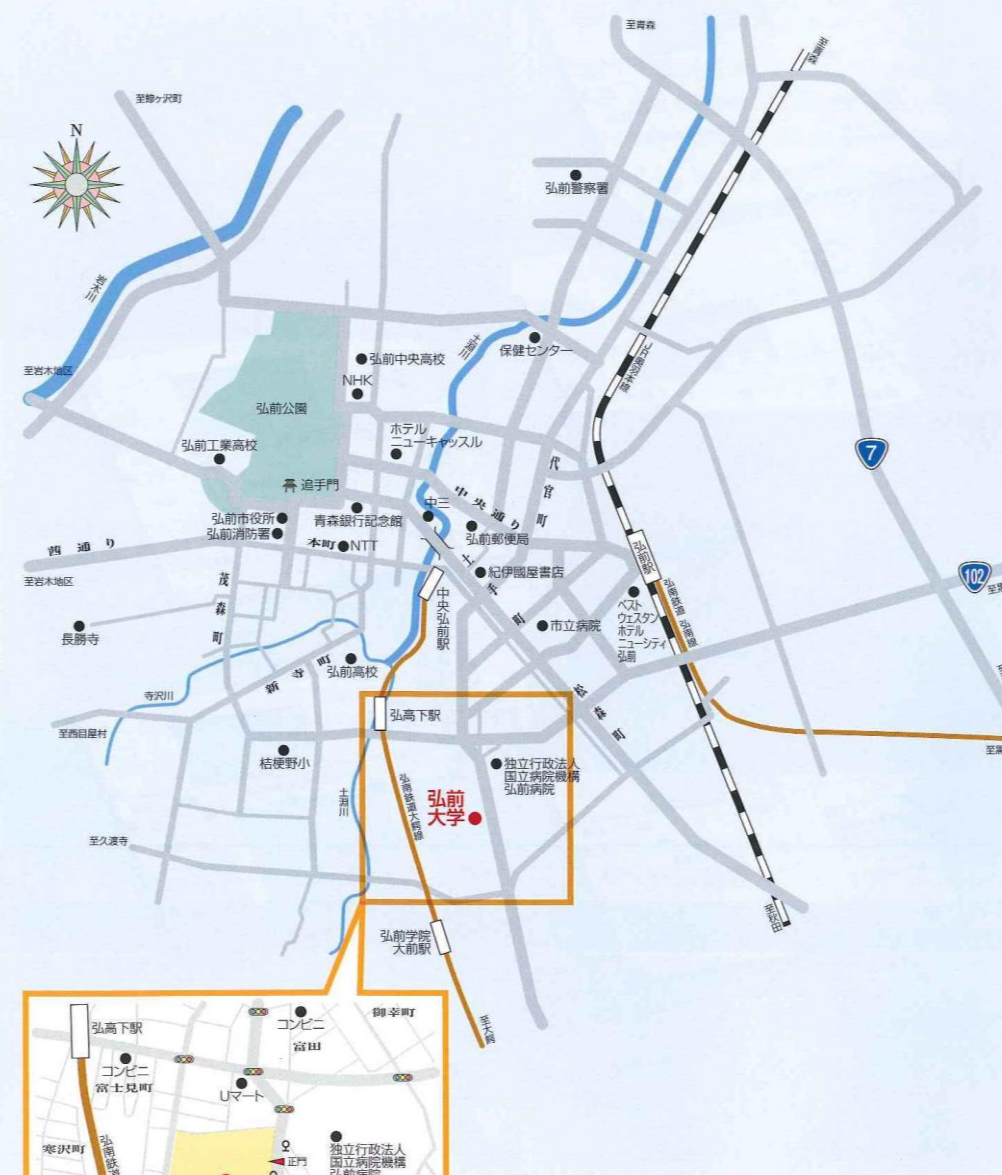 至青森
至青森
至鰺ヶ沢町
N
弘前警察署
岩木川
土淵川
保健センター
JR奥羽本線
弘前中央高校
NHK
至岩木地区
弘前公園
ホテル
ニューキャッスル
弘前工業高校
7
代官町
追手門
中央通り
中三
弘前市役所
青森銀行記念館
弘前郵便局
弘前消防署
本町
NTT
茜通り
土手町
弘前駅
紀伊國屋書店
102
至岩木地区
茂森町
中央弘前駅
弘南鉄道 弘南線
ベスト
ウェスタン
ホテル
ニューシティ
弘前
市立病院
長勝寺
新寺町
弘前高校
寺沢川
松森町
弘高下駅
至西目屋村
桔梗野小
独立行政法人
国立病院機構
弘前病院
土淵川
弘南鉄道大鰐線
弘前
大学
至久渡寺
至秋田
弘前学院
大前駅
至大鰐
弘高下駅
コンビニ
御幸町
富田
コンビニ
富士見町
Uマート
寒沢町
弘南鉄道
正門
独立行政法人
国立病院機構
弘前病院